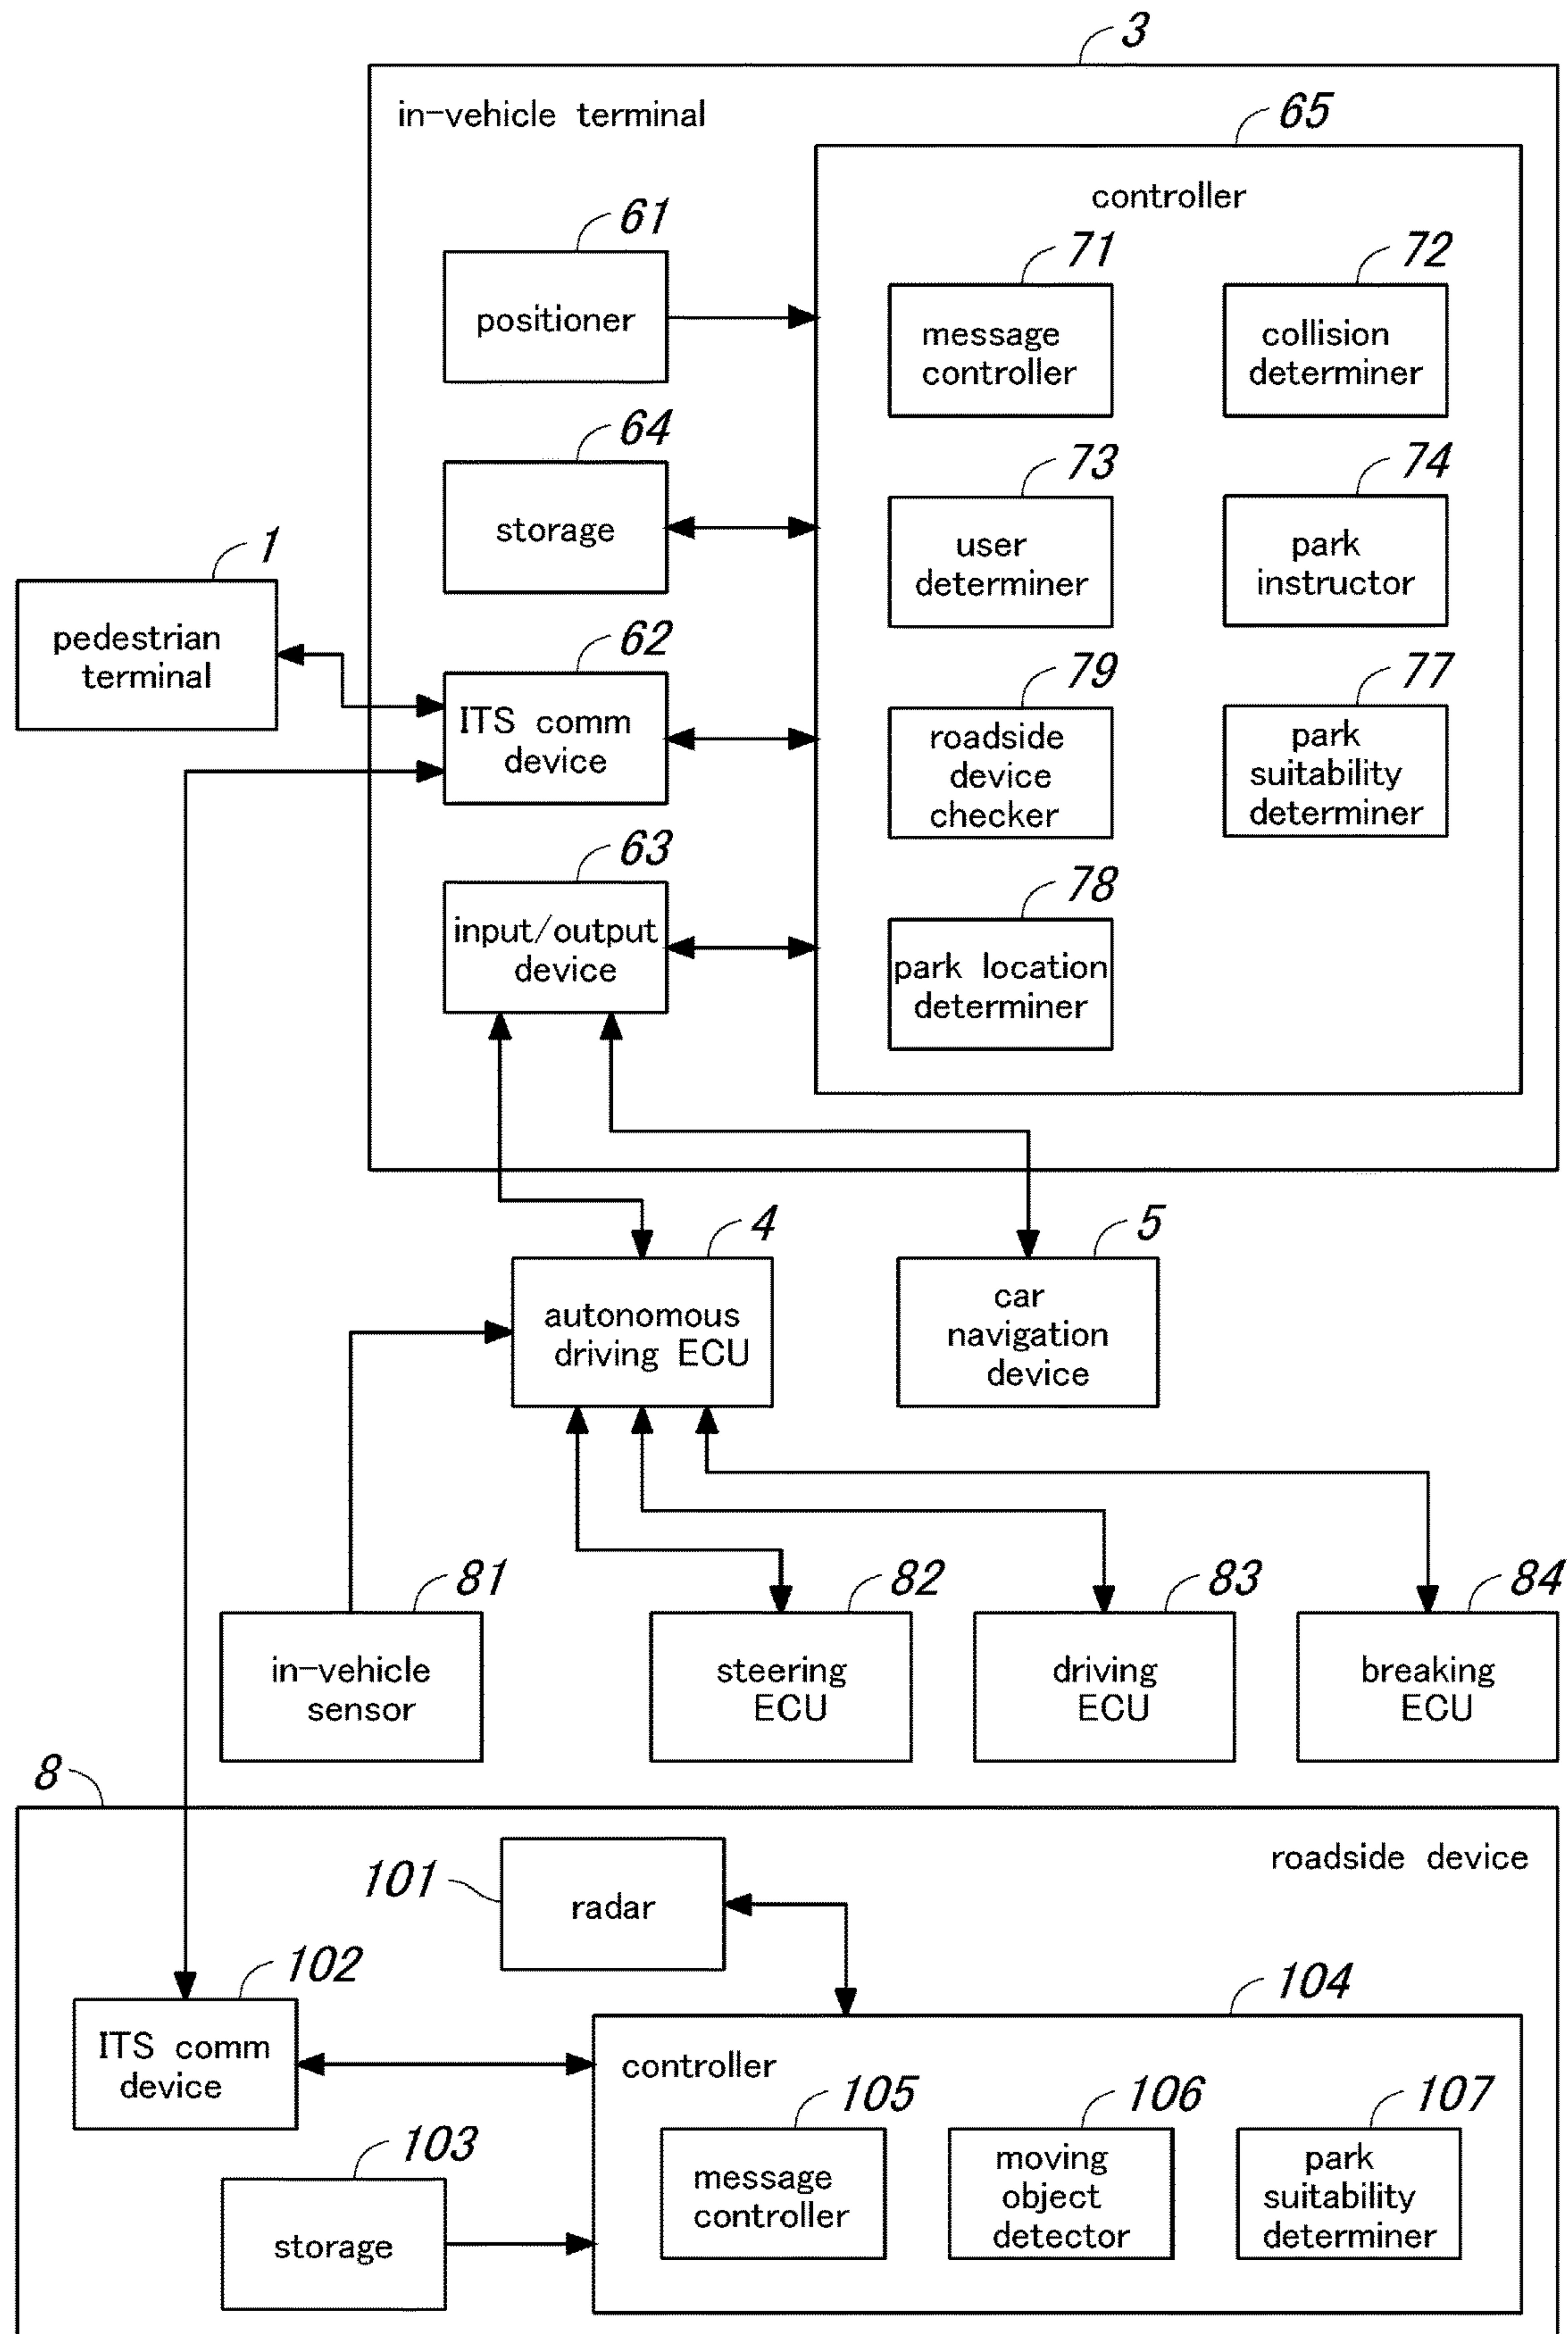 3
in-vehicle terminal
65
controller
61
positioner
71
message
controller
72
collision
determiner
64
storage
73
user
determiner
74
park
instructor
1
pedestrian
terminal
62
ITS comm
device
79
roadside
device
checker
77
park
suitability
determiner
63
input/output
device
78
park location
determiner
4
autonomous
driving ECU
5
car
navigation
device
81
in-vehicle
sensor
82
steering
ECU
83
driving
ECU
84
breaking
ECU
8
roadside device
101
radar
102
ITS comm
device
104
controller
103
storage
105
message
controller
106
moving
object
detector
107
park
suitability
determiner